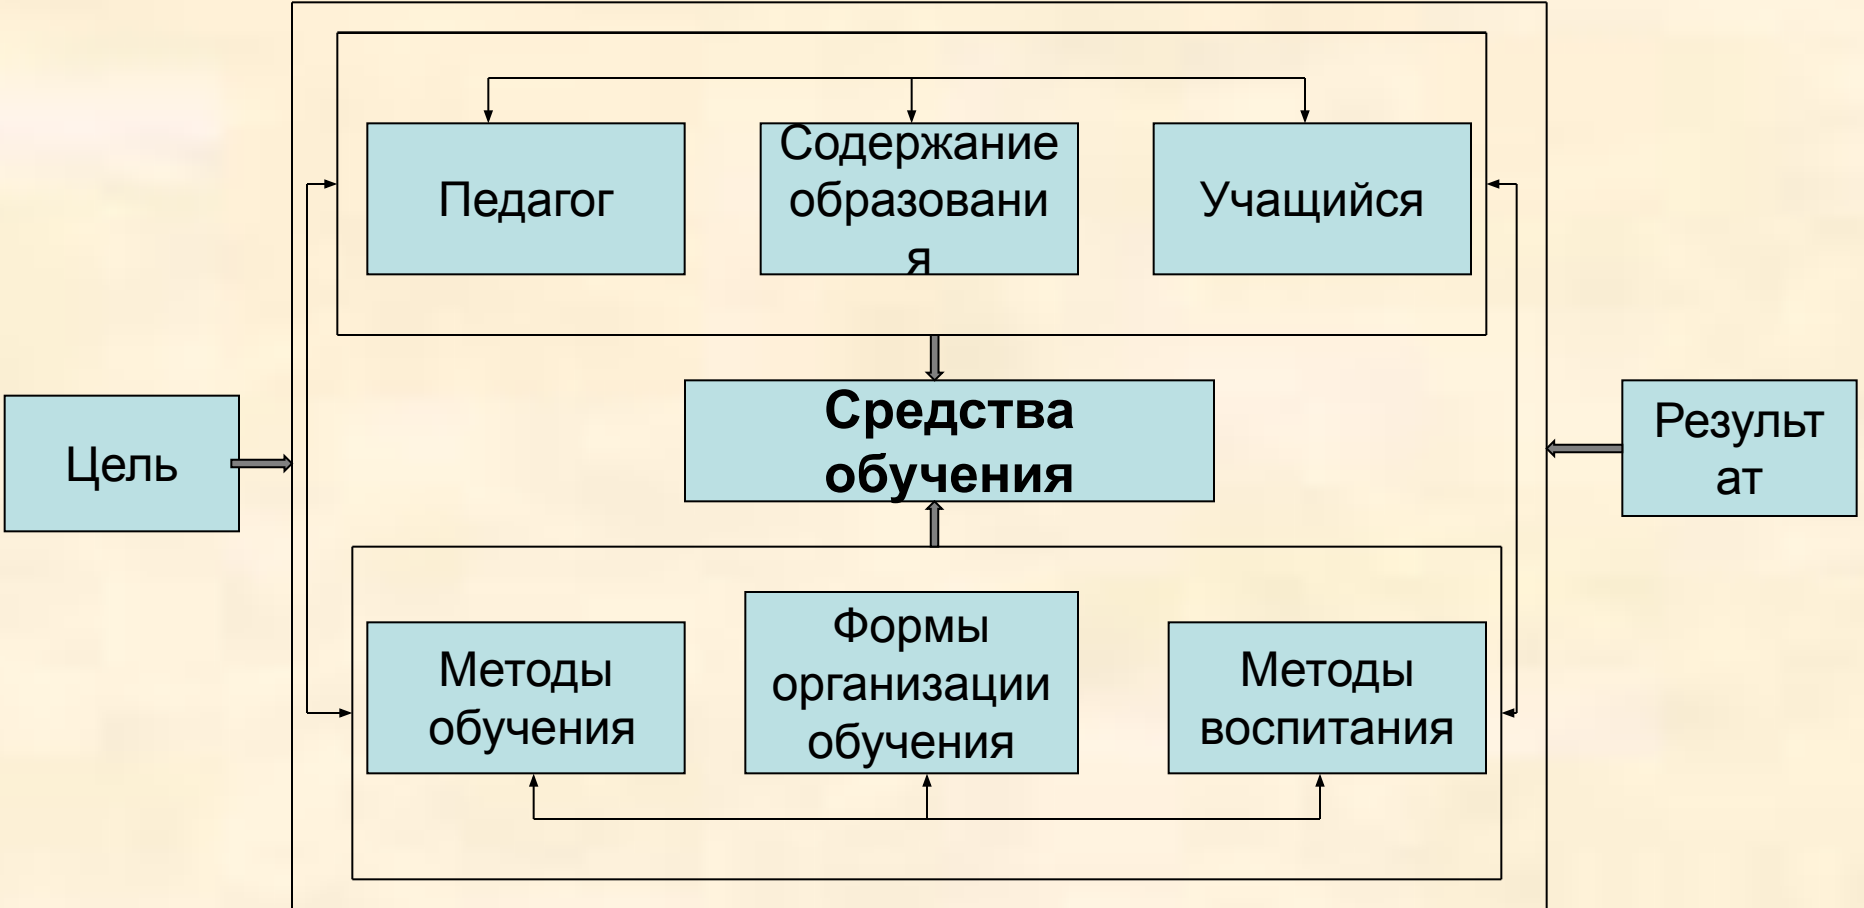 Педагог
Содержание
образовани
я
Учащийся
Цель
Средства
обучения
Результ
ат
Методы
обучения
Формы
организации
обучения
Методы
воспитания